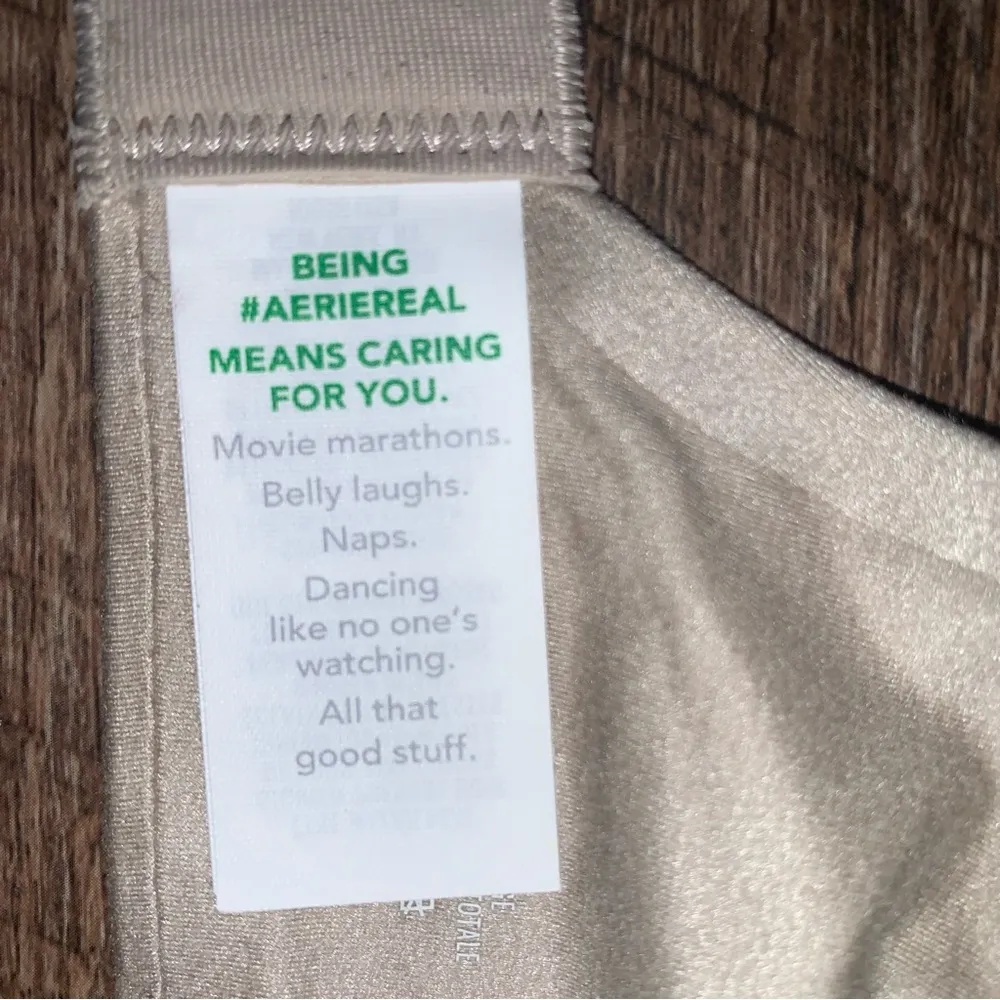 BEING
#AERIEREAL
MEANS CARING
FOR YOU.
Movie marathons.
Belly laughs.
Naps.
Dancing
like no one's
watching.
All that
good stuff.